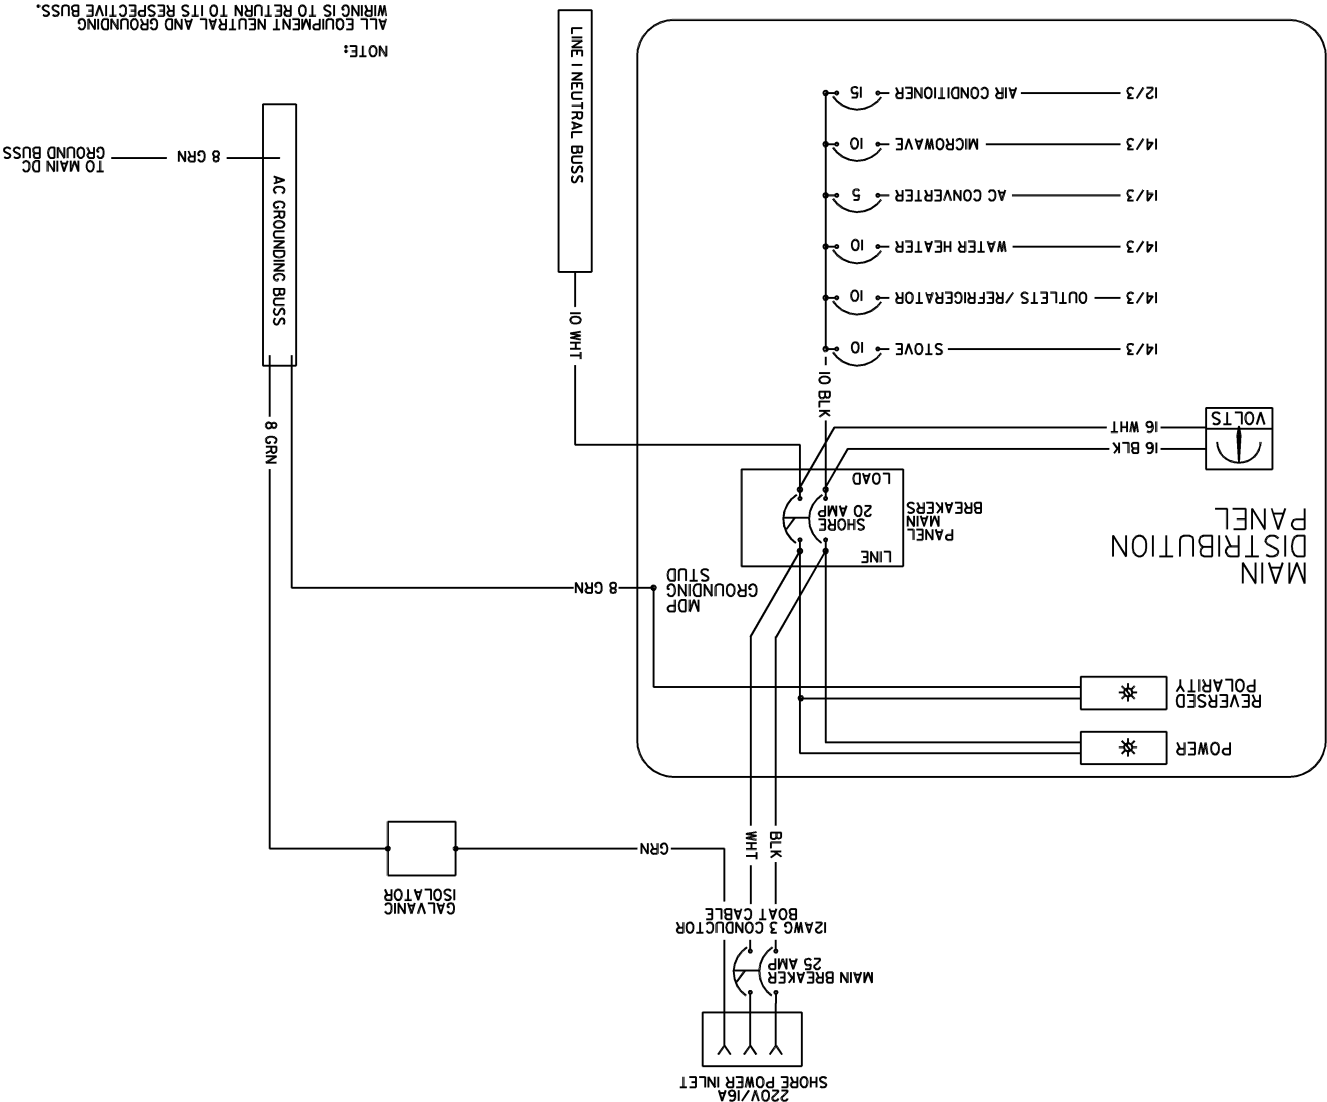 220V/16A
SHORE POWER INLET
MAIN BREAKER
25 AMP
12AWG 3 CONDUCTOR
BOAT CABLE
BLK
WHT
GRN
GALVANIC
ISOLATOR
POWER
REVERSED
POLARITY
MAIN
DISTRIBUTION
PANEL
MDP
GROUNDING
STUD
8 GRN
LINE
SHORE
20 AMP
LOAD
PANEL
MAIN
BREAKERS
16 BLK
16 WHT
VOLTS
10 BLK
14/3 STOVE 10
14/3 OUTLETS/REFRIGERATOR 10
14/3 WATER HEATER 10
14/3 AC CONVERTER 5
14/3 MICROWAVE 10
12/3 AIR CONDITIONER 15
10 WHT
LINE 1 NEUTRAL BUSS
8 GRN
AC GROUNDING BUSS
8 GRN
TO MAIN DC
GROUND BUSS
NOTE:
ALL EQUIPMENT NEUTRAL AND GROUNDING
WIRING IS TO RETURN TO ITS RESPECTIVE BUSS.